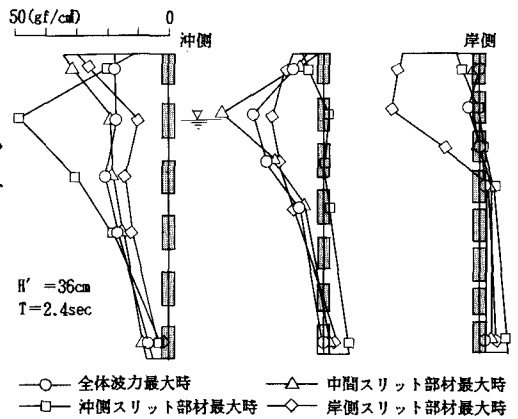 50(gf/c㎡) 0
沖側
岸側
H′=36cm
T=2.4sec
全体波力最大時
中間スリット部材最大時
沖側スリット部材最大時
岸側スリット部材最大時